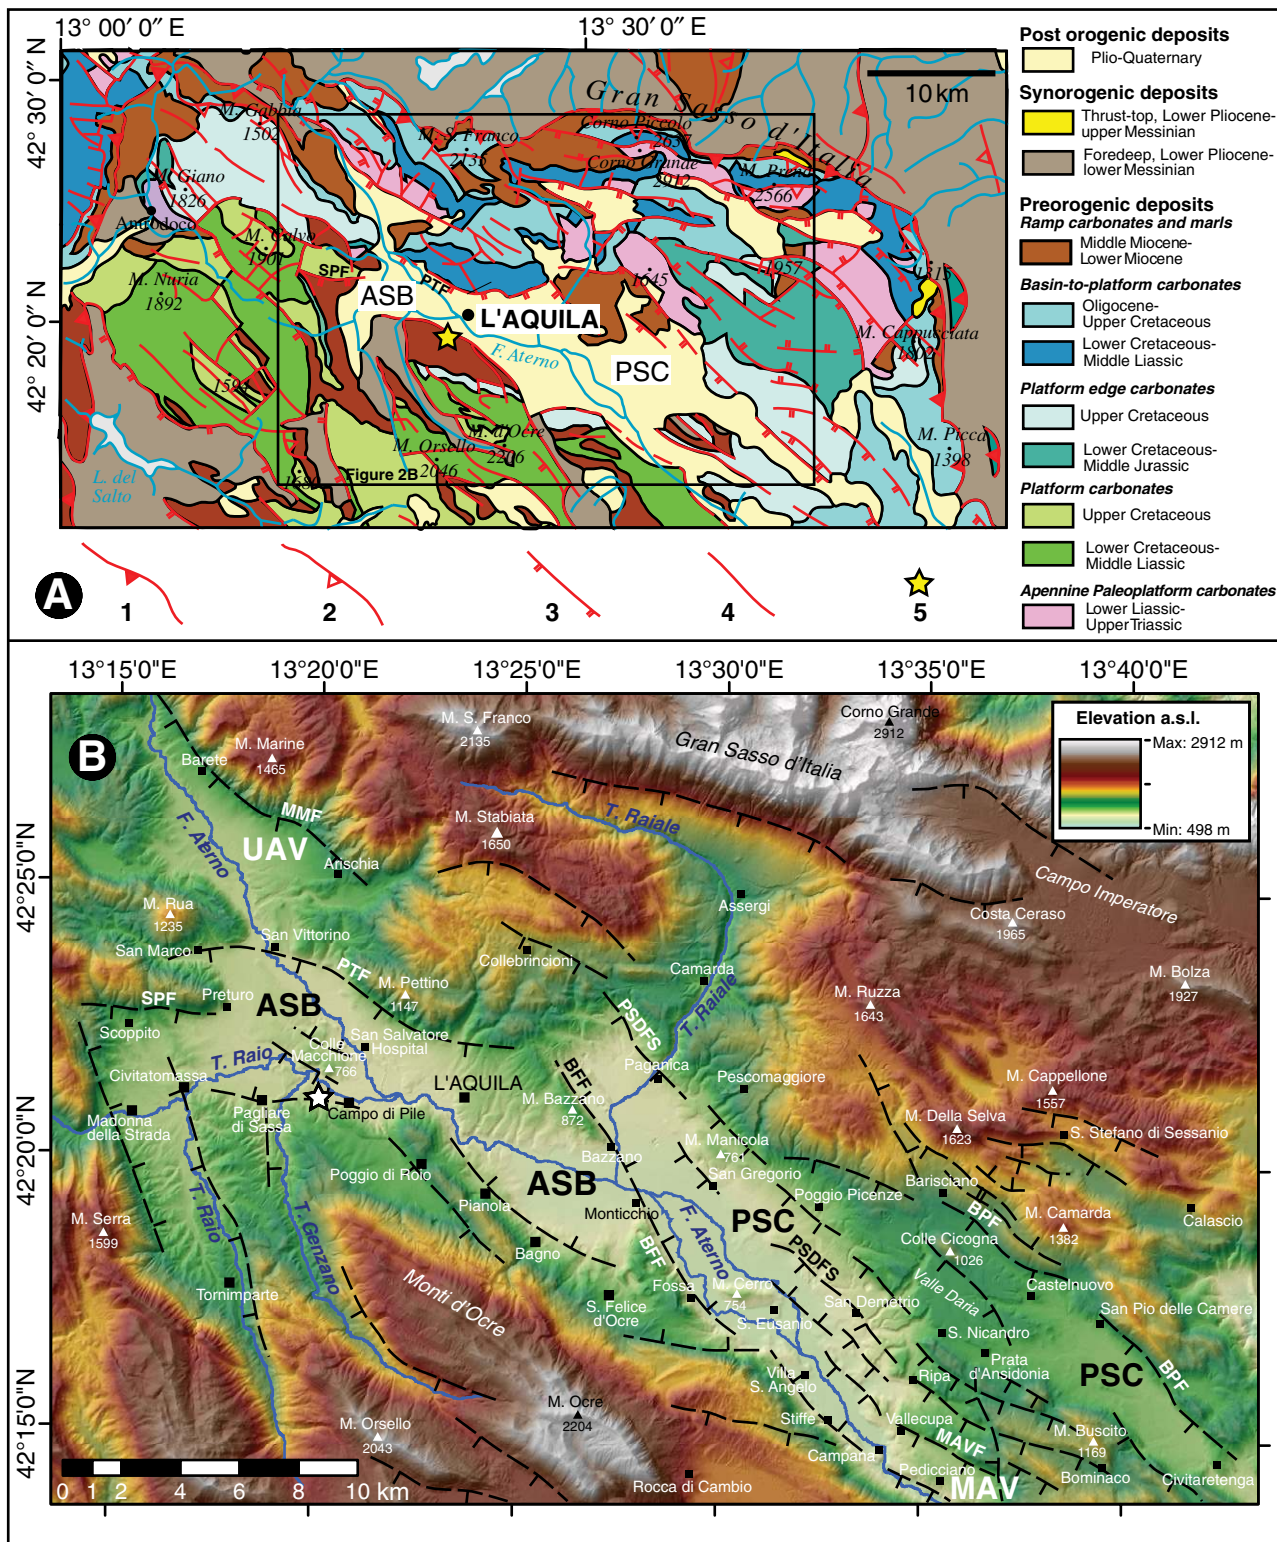 13° 00′ 0″ E
13° 30′ 0″ E
42° 30′ 0″ N
42° 20′ 0″ N
10 km
Gran Sasso d'Italia
M. Gabbia
1502
M. S. Franco
2135
Corno Piccolo
Corno Grande
2912
M. Prena
2566
M. Giano
1826
Antrodoco
M. Calvo
1901
SPF
PTF
ASB
L'AQUILA
M. Nuria
1892
1645
1957
1315
M. Cappucciata
1802
F. Aterno
PSC
1594
M. d'Ocre
2206
M. Orsello
2046
M. Picca
1398
L. del
Salto
Figure 2B
A
1
2
3
4
5
Post orogenic deposits
Plio-Quaternary
Synorogenic deposits
Thrust-top, Lower Pliocene-
upper Messinian
Foredeep, Lower Pliocene-
lower Messinian
Preorogenic deposits
Ramp carbonates and marls
Middle Miocene-
Lower Miocene
Basin-to-platform carbonates
Oligocene-
Upper Cretaceous
Lower Cretaceous-
Middle Liassic
Platform edge carbonates
Upper Cretaceous
Lower Cretaceous-
Middle Jurassic
Platform carbonates
Upper Cretaceous
Lower Cretaceous-
Middle Liassic
Apennine Paleoplatform carbonates
Lower Liassic-
Upper Triassic
13°15'0"E
13°20'0"E
13°25'0"E
13°30'0"E
13°35'0"E
13°40'0"E
42°25'0"N
42°20'0"N
42°15'0"N
B
Elevation a.s.l.
Max: 2912 m
Min: 498 m
M. S. Franco
2135
Corno Grande
2912
Gran Sasso d'Italia
M. Marine
1465
Barete
MMF
F. Aterno
UAV
Arischia
M. Stabiata
1650
T. Raiale
Assergi
Campo Imperatore
Costa Ceraso
1965
M. Rua
1235
San Marco
San Vittorino
PTF
M. Pettino
1147
Collebrincioni
Camarda
T. Raiale
M. Ruzza
1643
M. Bolza
1927
SPF
Preturo
ASB
Scoppito
PSDFS
San Salvatore
Hospital
Colle
Macchione
766
T. Raio
Civitatomassa
BFF
Paganica
Pescomaggiore
L'AQUILA
M. Bazzano
872
M. Cappellone
1557
Madonna
della Strada
Pagliare
di Sassa
Campo di Pile
M. Della Selva
1623
S. Stefano di Sessanio
M. Manicola
761
Bazzano
San Gregorio
Poggio di Roio
ASB
Poggio Picenze
Barisciano
T. Raio
T. Genzano
Pianola
Monticchio
F. Aterno
PSC
BPF
M. Camarda
1382
Calascio
M. Serra
1599
Bagno
BFF
PSDFS
Colle Cicogna
1026
Monti d'Ocre
Fossa
M. Cerro
754
Valle Daria
Castelnuovo
Tornimparte
S. Felice
d'Ocre
S. Eusanio
San Demetrio
San Pio delle Camere
S. Nicandro
Prata
d'Ansidonia
Villa
S. Angelo
Ripa
PSC
BPF
M. Ocre
2204
M. Orsello
2043
Stiffe
Vallecupa
MAVF
M. Buscito
1169
Campana
Pedicciano
Bominaco
Civitaretenga
Rocca di Cambio
MAV
0 1 2 4 6 8 10 km